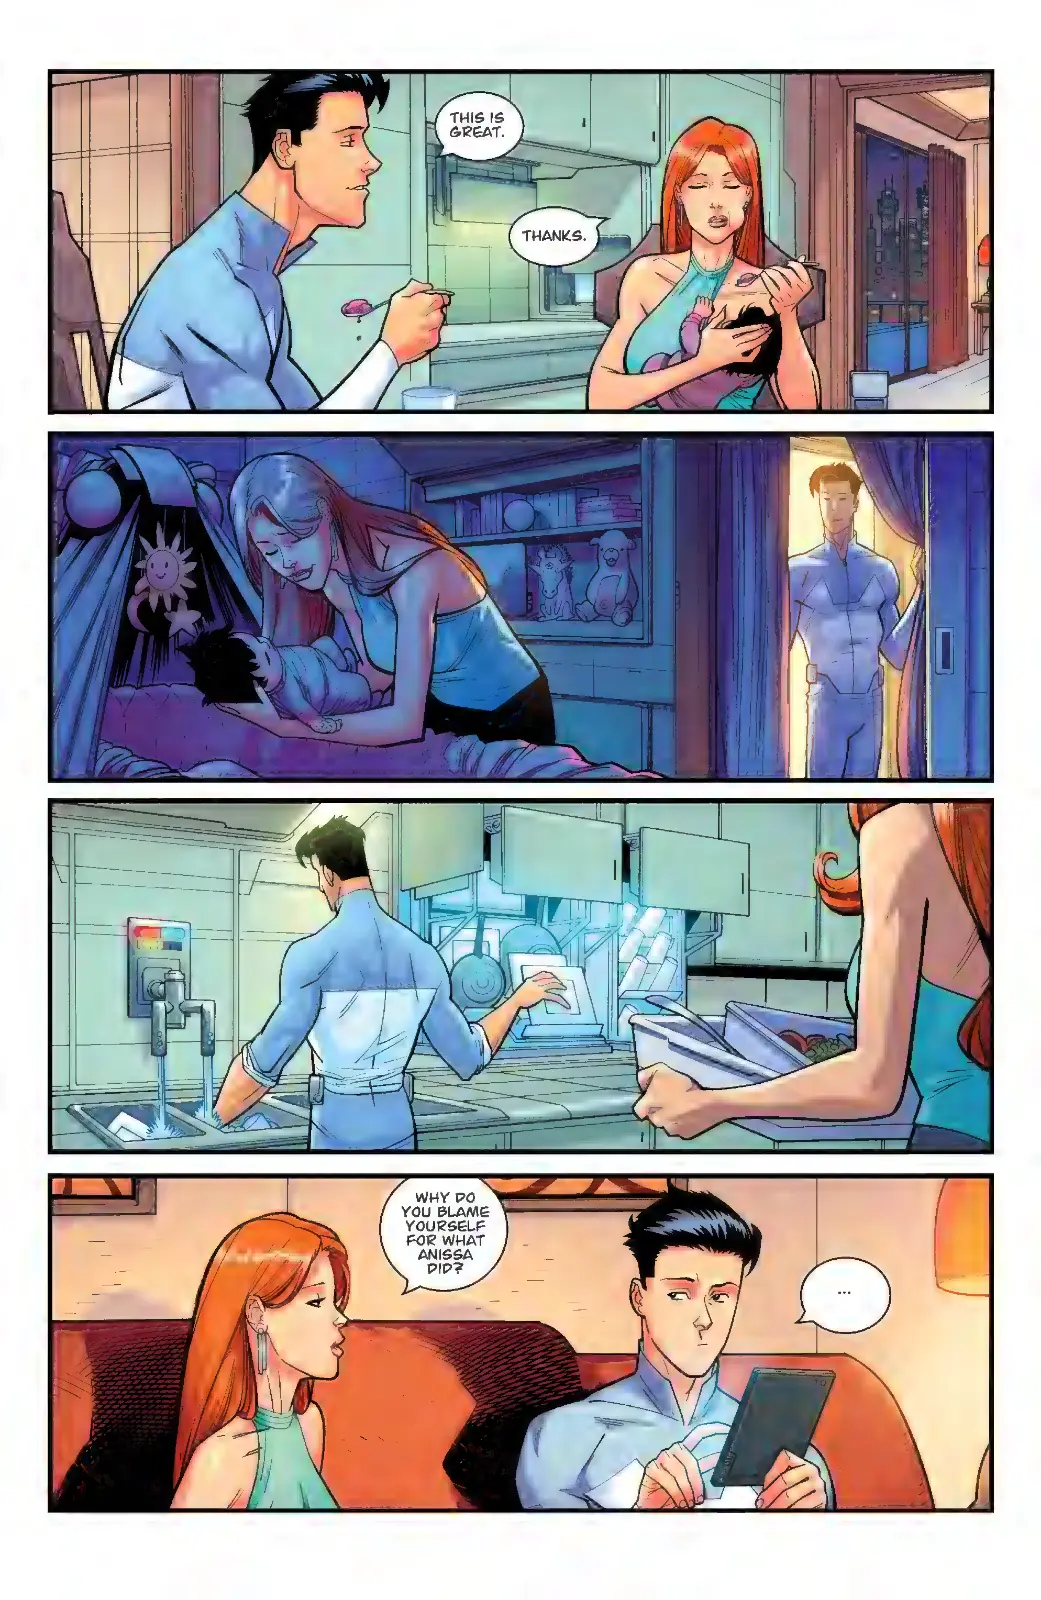 THIS IS
GREAT.
THANKS.
WHY DO
YOU BLAME
YOURSELF
FOR WHAT
ANISSA
DID?
...